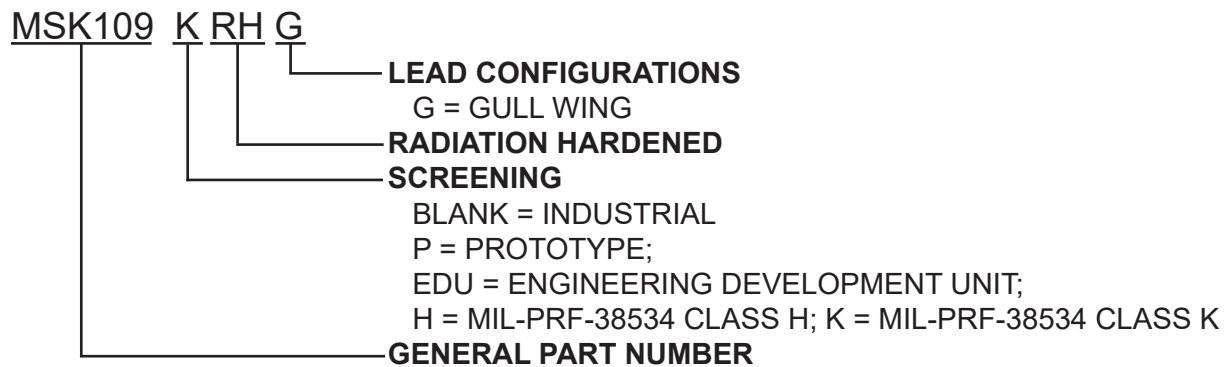 MSK109 K RH G
LEAD CONFIGURATIONS
G = GULL WING
RADIATION HARDENED
SCREENING
BLANK = INDUSTRIAL
P = PROTOTYPE;
EDU = ENGINEERING DEVELOPMENT UNIT;
H = MIL-PRF-38534 CLASS H; K = MIL-PRF-38534 CLASS K
GENERAL PART NUMBER